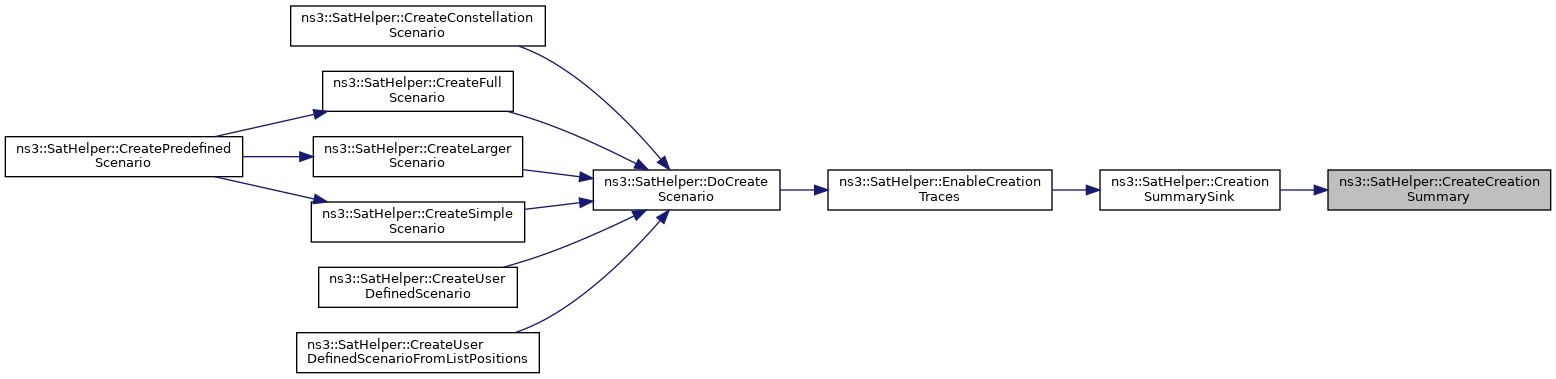 ns3::SatHelper::CreateConstellation
Scenario
ns3::SatHelper::CreateFull
Scenario
ns3::SatHelper::CreatePredefined
Scenario
ns3::SatHelper::CreateLarger
Scenario
ns3::SatHelper::DoCreate
Scenario
ns3::SatHelper::EnableCreation
Traces
ns3::SatHelper::Creation
SummarySink
ns3::SatHelper::CreateCreation
Summary
ns3::SatHelper::CreateSimple
Scenario
ns3::SatHelper::CreateUser
DefinedScenario
ns3::SatHelper::CreateUser
DefinedScenarioFromListPositions